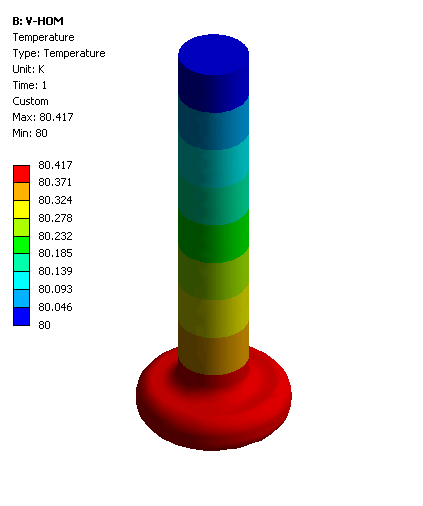 B: V-HOM
Temperature
Type: Temperature
Unit: K
Time: 1
Custom
Max: 80.417
Min: 80
80.417
80.371
80.324
80.278
80.232
80.185
80.139
80.093
80.046
80